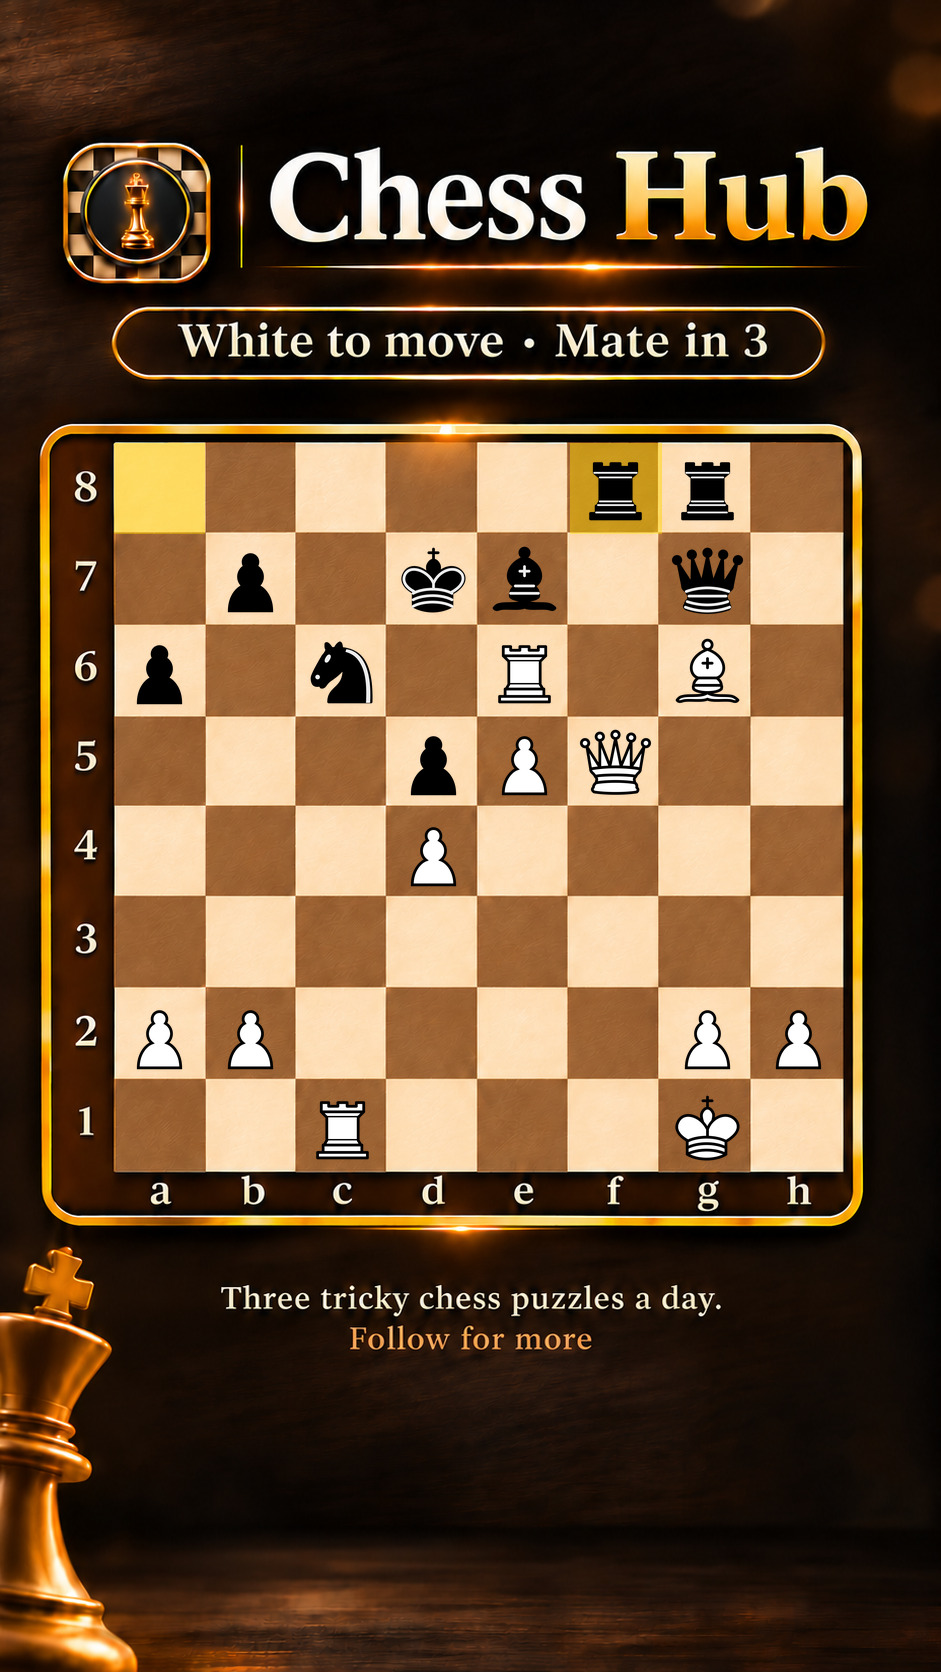 Chess Hub
White to move • Mate in 3
8
7
6
5
4
3
2
1
a b c d e f g h
Three tricky chess puzzles a day.
Follow for more